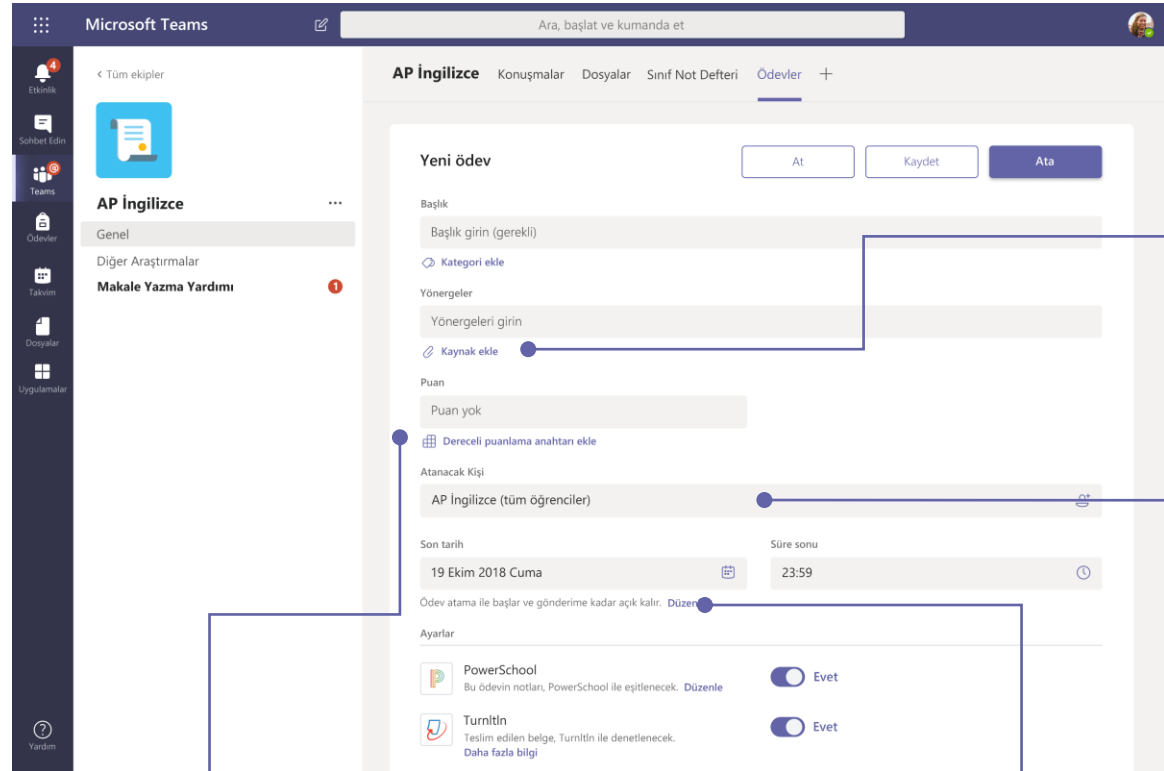 Microsoft Teams
Ara, başlat ve kumanda et
4
Etkinlik
Sohbet Edin
@
Teams
Ödevler
Takvim
Dosyalar
Uygulamalar
?
Yardım
< Tüm ekipler
AP İngilizce ...
Genel
Diğer Araştırmalar
Makale Yazma Yardımı 1
AP İngilizce Konuşmalar Dosyalar Sınıf Not Defteri Ödevler +
Yeni ödev At Kaydet Ata
Başlık
Başlık girin (gerekli)
Kategori ekle
Yönergeler
Yönergeleri girin
Kaynak ekle
Puan
Puan yok
Dereceli puanlama anahtarı ekle
Atanacak Kişi
AP İngilizce (tüm öğrenciler)
Son tarih Süre sonu
19 Ekim 2018 Cuma 23:59
Ödev atama ile başlar ve gönderime kadar açık kalır.
Ayarlar
PowerSchool Evet
Bu ödevin notları, PowerSchool ile eşitlenecek. Düzenle
TurnItIn Evet
Teslim edilen belge, TurnItIn ile denetlenecek.
Daha fazla bilgi